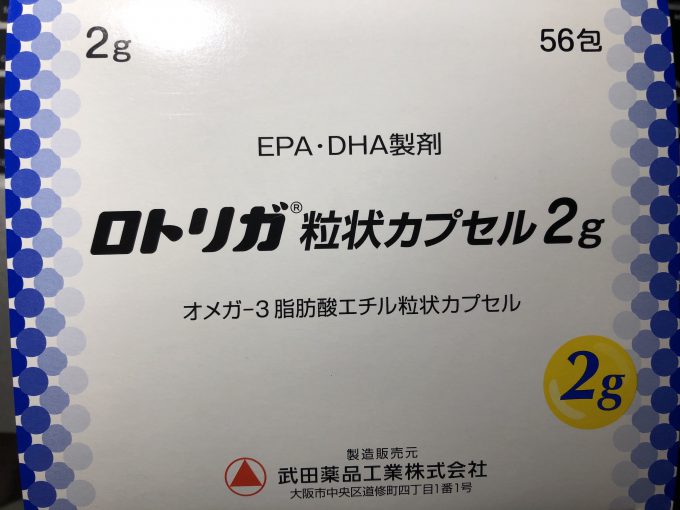 2g
56包
EPA・DHA製剤
ロトリガ®粒状カプセル2g
オメガ-3脂肪酸エチル粒状カプセル
2g
製造販売元
武田薬品工業株式会社
大阪市中央区道修町四丁目1番1号